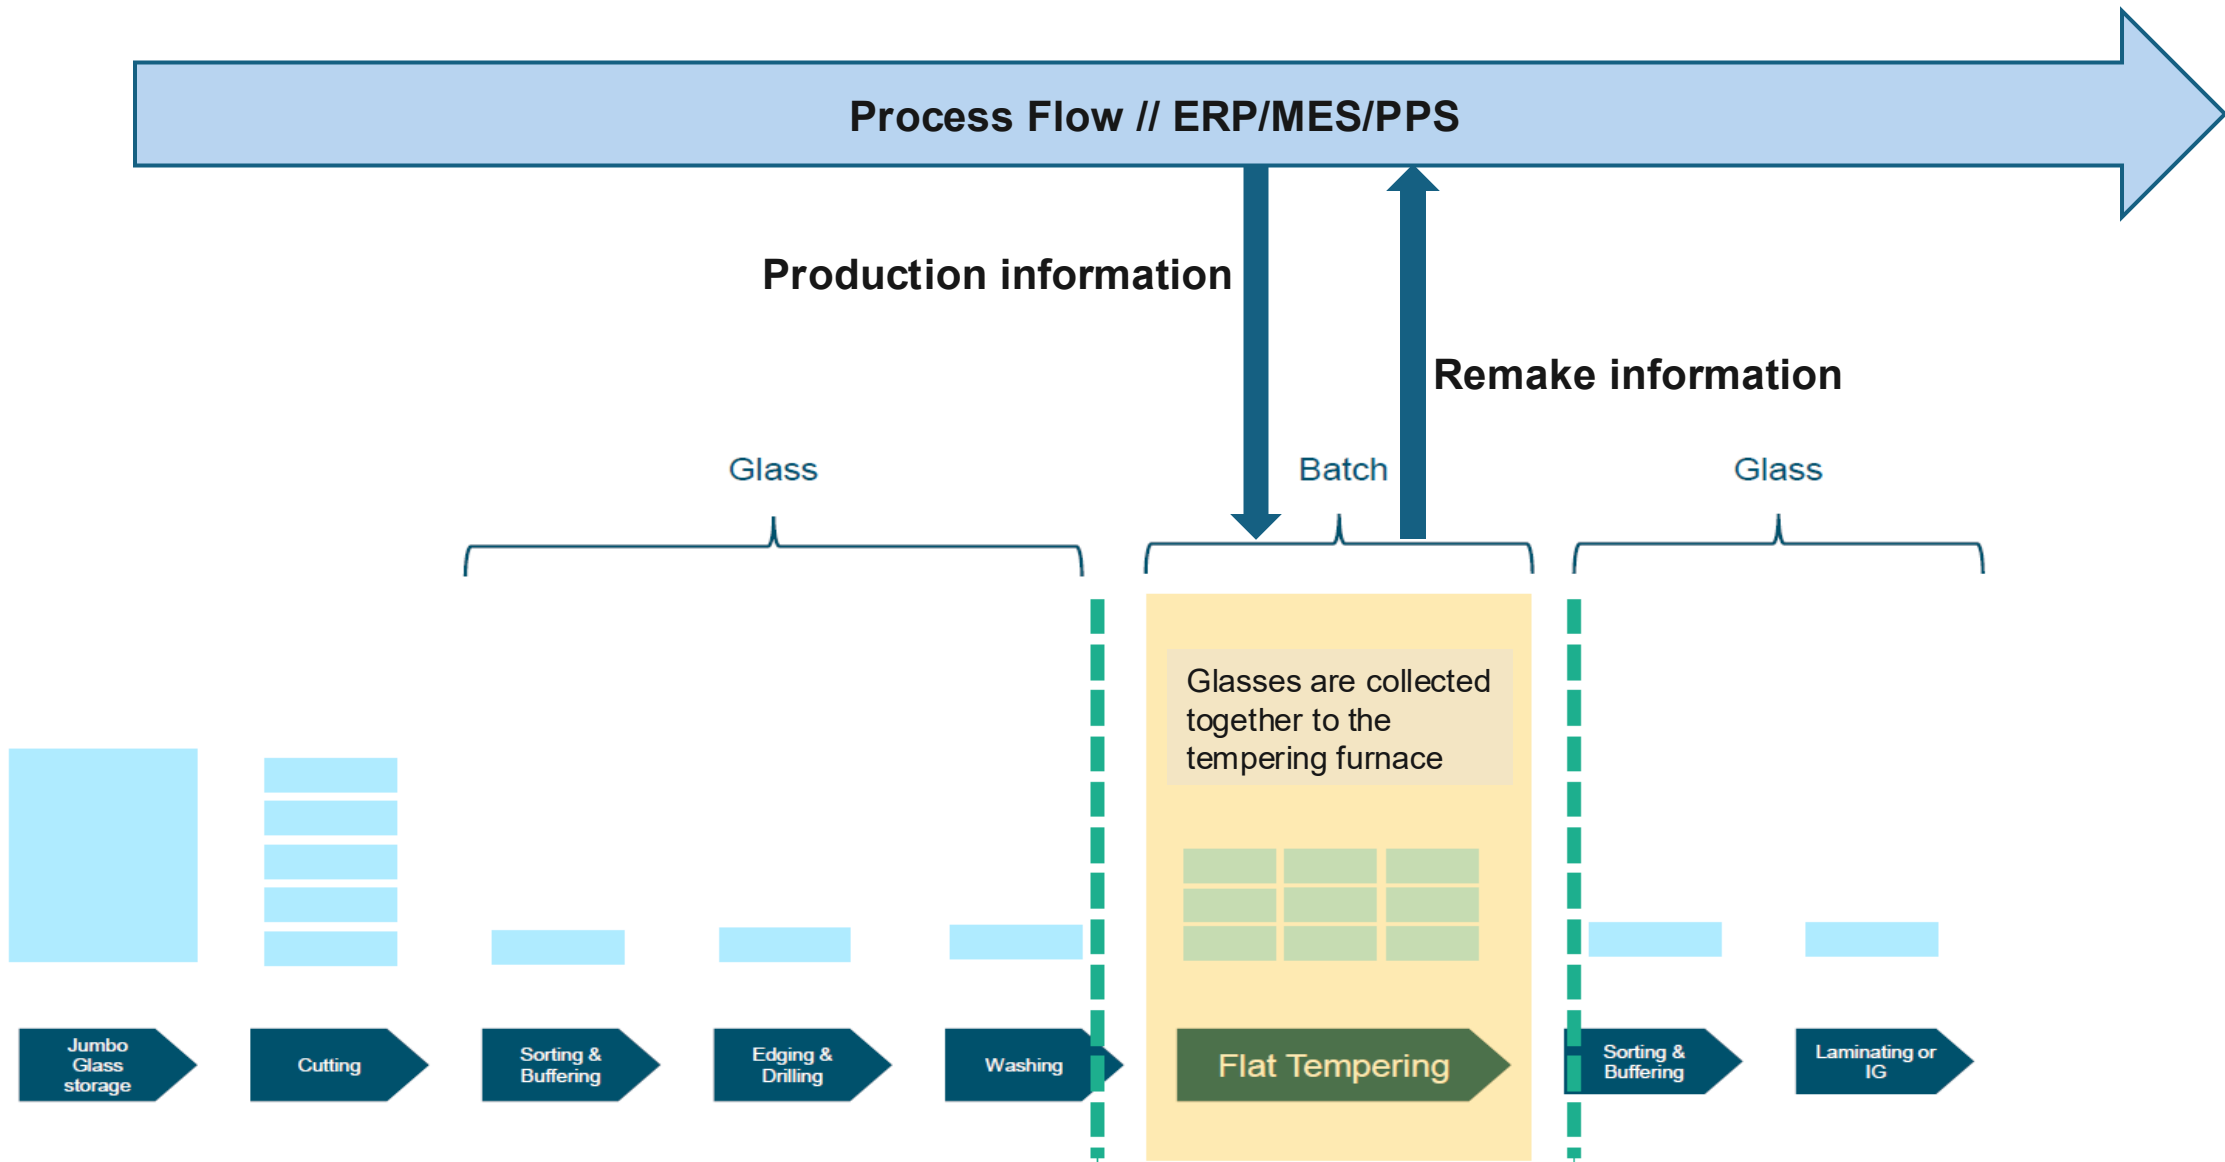 Process Flow // ERP/MES/PPS
Production information
Remake information
Glass
Batch
Glass
Glasses are collected
together to the
tempering furnace
Jumbo
Glass
storage
Cutting
Sorting &
Buffering
Edging &
Drilling
Washing
Flat Tempering
Sorting &
Buffering
Laminating or
IG